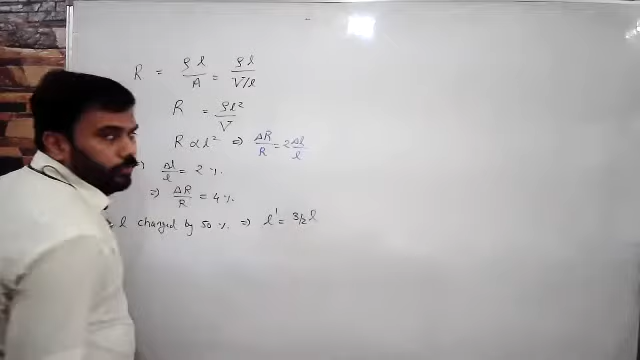 R = ρl/A = ρl/V/l
R = ρl²/V
R ∝ l² ⇒ ΔR/R = 2Δl/l
Δl/l = 2 %.
⇒ ΔR/R = 4 %.
l changed by 50 %. ⇒ l' = 3/2 l